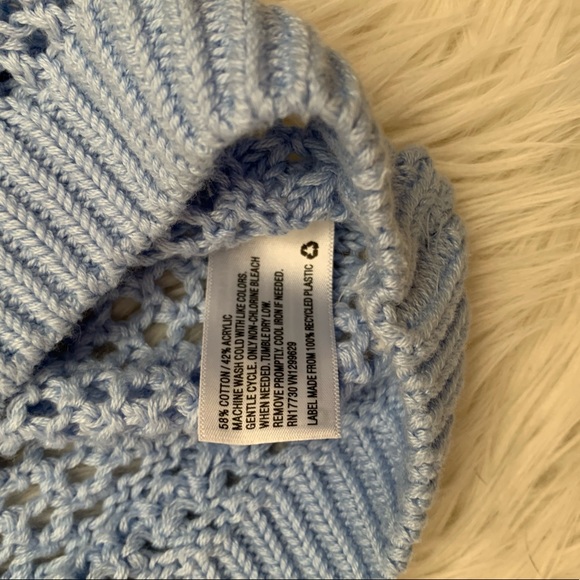 58% COTTON / 42% ACRYLIC
MACHINE WASH COLD WITH LIKE COLORS.
GENTLE CYCLE. ONLY NON-CHLORINE BLEACH
WHEN NEEDED. TUMBLE DRY LOW.
REMOVE PROMPTLY. COOL IRON IF NEEDED.
RN17730 VN1299829
LABEL MADE FROM 100% RECYCLED PLASTIC